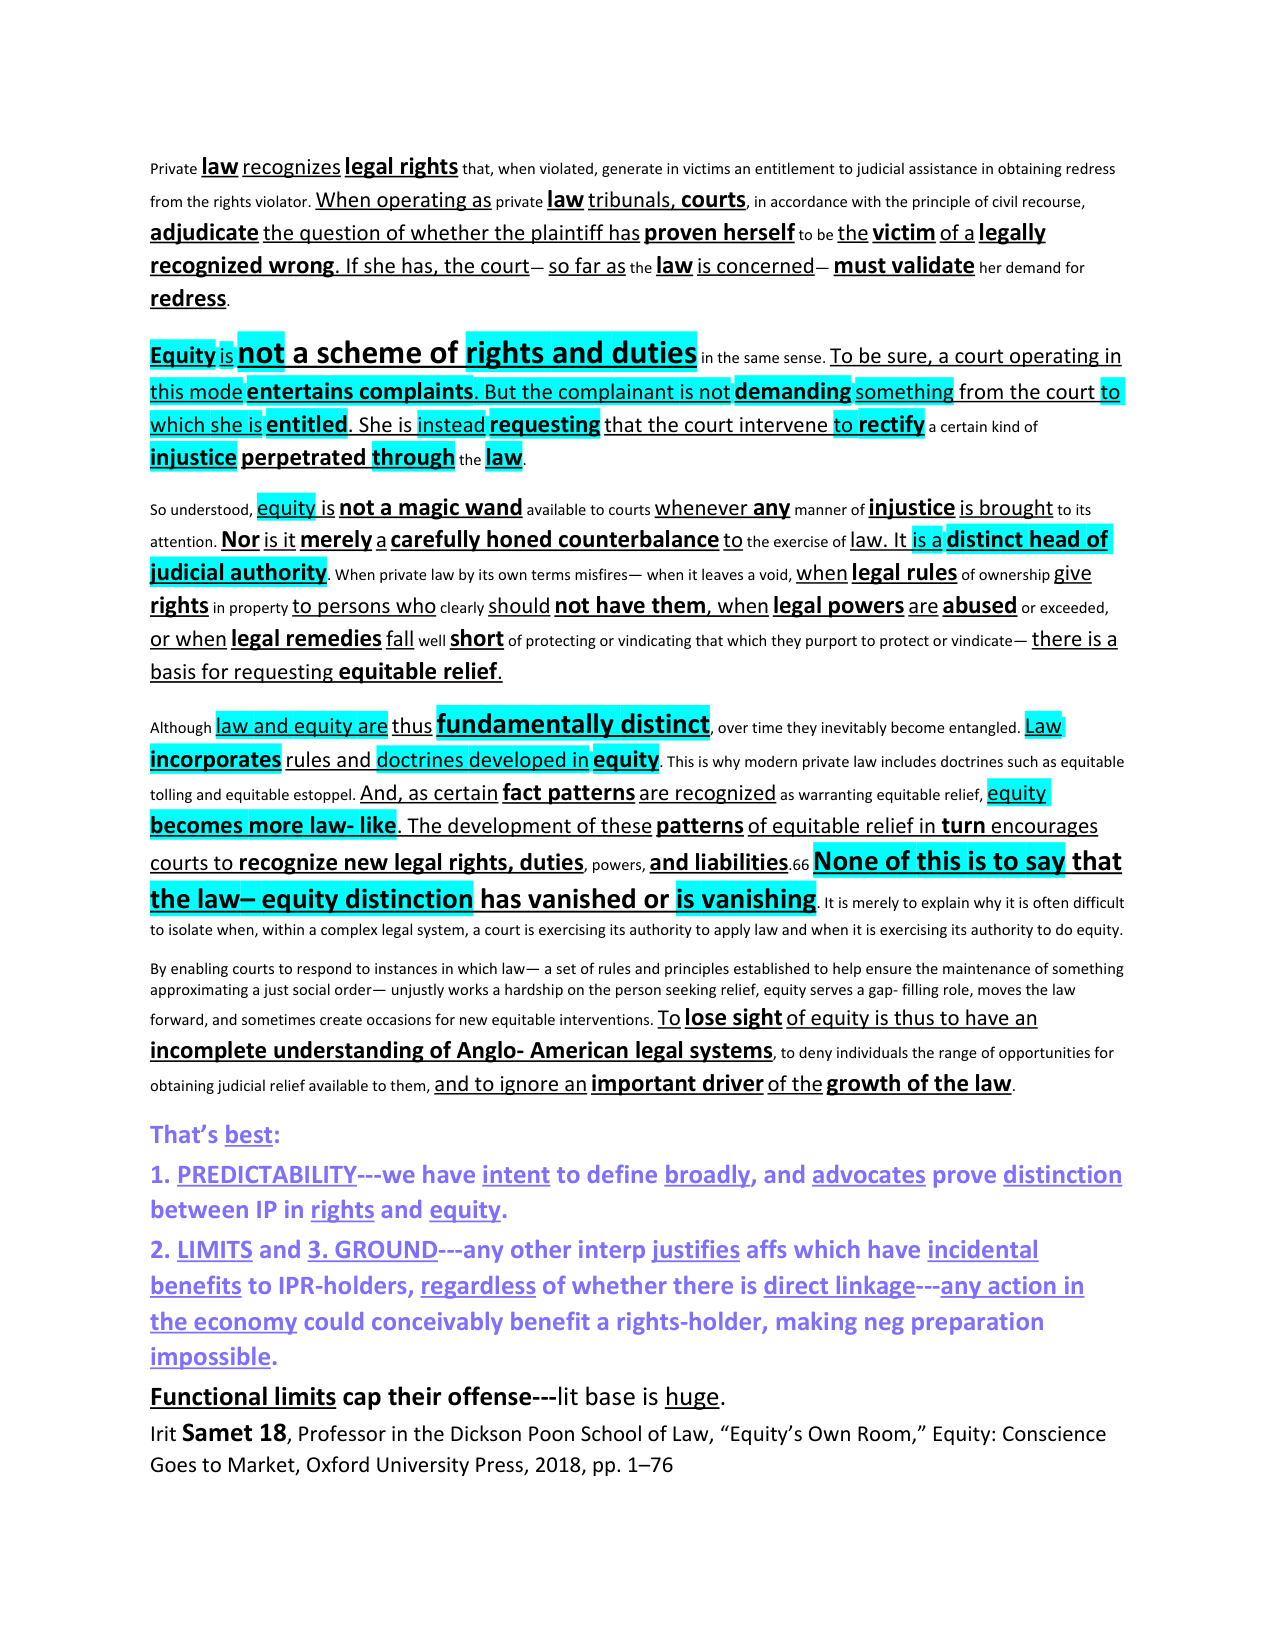 Private law recognizes legal rights that, when violated, generate in victims an entitlement to judicial assistance in obtaining redress
from the rights violator. When operating as private law tribunals, courts, in accordance with the principle of civil recourse,
adjudicate the question of whether the plaintiff has proven herself to be the victim of a legally
recognized wrong. If she has, the court— so far as the law is concerned— must validate her demand for
redress.
Equity is not a scheme of rights and duties in the same sense. To be sure, a court operating in
this mode entertains complaints. But the complainant is not demanding something from the court to
which she is entitled. She is instead requesting that the court intervene to rectify a certain kind of
injustice perpetrated through the law.
So understood, equity is not a magic wand available to courts whenever any manner of injustice is brought to its
attention. Nor is it merely a carefully honed counterbalance to the exercise of law. It is a distinct head of
judicial authority. When private law by its own terms misfires— when it leaves a void, when legal rules of ownership give
rights in property to persons who clearly should not have them, when legal powers are abused or exceeded,
or when legal remedies fall well short of protecting or vindicating that which they purport to protect or vindicate— there is a
basis for requesting equitable relief.
Although law and equity are thus fundamentally distinct, over time they inevitably become entangled. Law
incorporates rules and doctrines developed in equity. This is why modern private law includes doctrines such as equitable
tolling and equitable estoppel. And, as certain fact patterns are recognized as warranting equitable relief, equity
becomes more law- like. The development of these patterns of equitable relief in turn encourages
courts to recognize new legal rights, duties, powers, and liabilities.66 None of this is to say that
the law– equity distinction has vanished or is vanishing. It is merely to explain why it is often difficult
to isolate when, within a complex legal system, a court is exercising its authority to apply law and when it is exercising its authority to do equity.
By enabling courts to respond to instances in which law— a set of rules and principles established to help ensure the maintenance of something
approximating a just social order— unjustly works a hardship on the person seeking relief, equity serves a gap- filling role, moves the law
forward, and sometimes create occasions for new equitable interventions. To lose sight of equity is thus to have an
incomplete understanding of Anglo- American legal systems, to deny individuals the range of opportunities for
obtaining judicial relief available to them, and to ignore an important driver of the growth of the law.
That’s best:
1. PREDICTABILITY---we have intent to define broadly, and advocates prove distinction
between IP in rights and equity.
2. LIMITS and 3. GROUND---any other interp justifies affs which have incidental
benefits to IPR-holders, regardless of whether there is direct linkage---any action in
the economy could conceivably benefit a rights-holder, making neg preparation
impossible.
Functional limits cap their offense---lit base is huge.
Irit Samet 18, Professor in the Dickson Poon School of Law, “Equity’s Own Room,” Equity: Conscience
Goes to Market, Oxford University Press, 2018, pp. 1–76